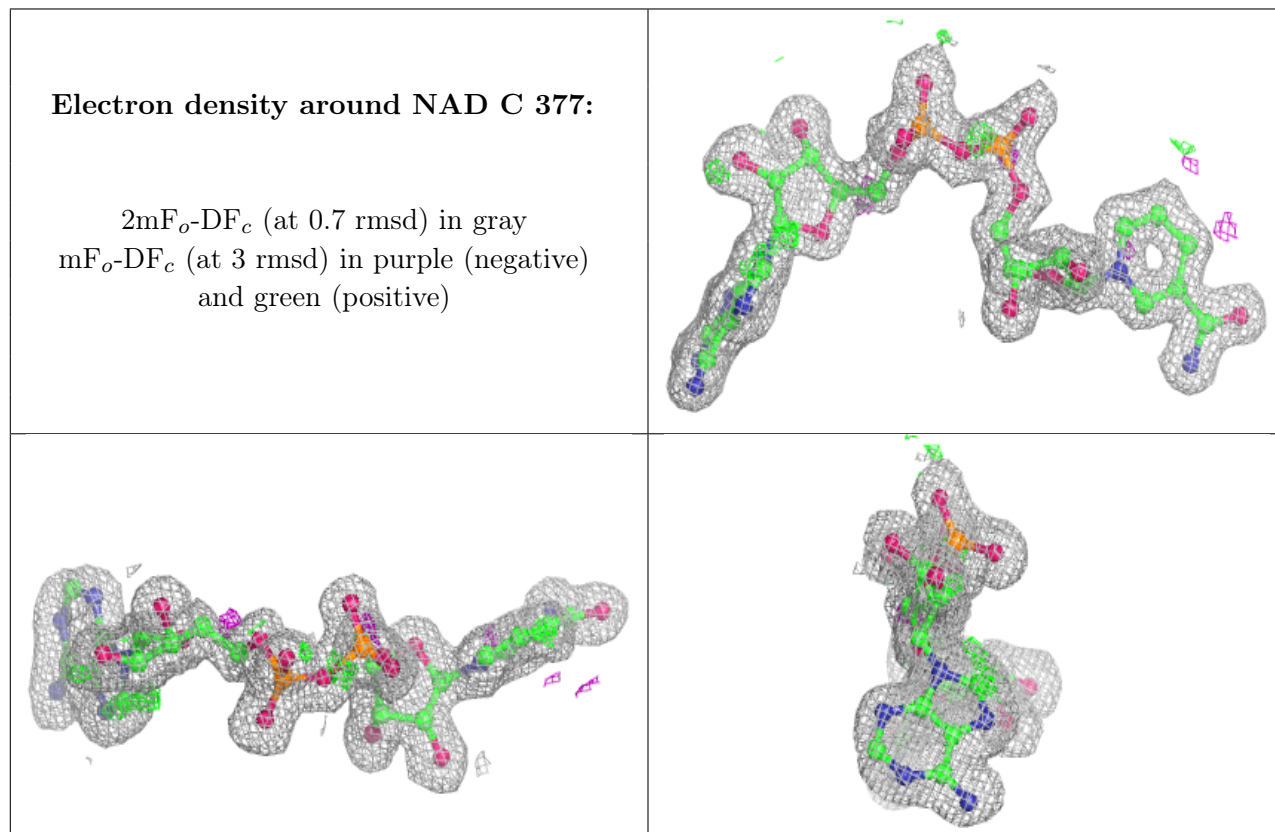 Electron density around NAD C 377:
2mFo-DFc (at 0.7 rmsd) in gray
mFo-DFc (at 3 rmsd) in purple (negative)
and green (positive)